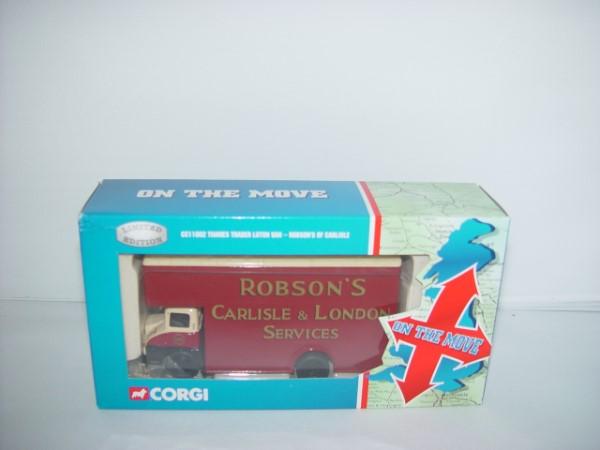 ON THE MOVE
LIMITED
EDITION
CC11002 THAMES TRADER LUTON VAN - ROBSON'S OF CARLISLE
ROBSON'S
CARLISLE & LONDON
SERVICES
ON THE MOVE
CORGI